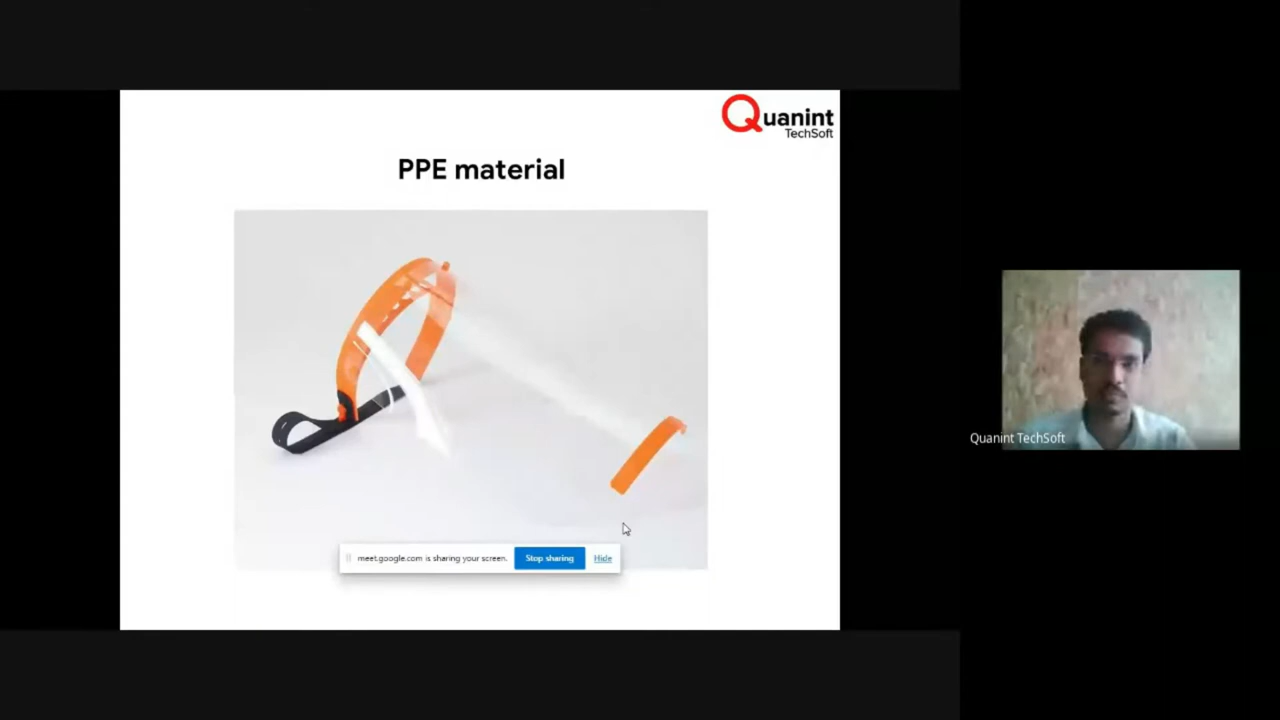 Quanint
TechSoft
PPE material
meet.google.com is sharing your screen.
Stop sharing
Hide
Quanint TechSoft